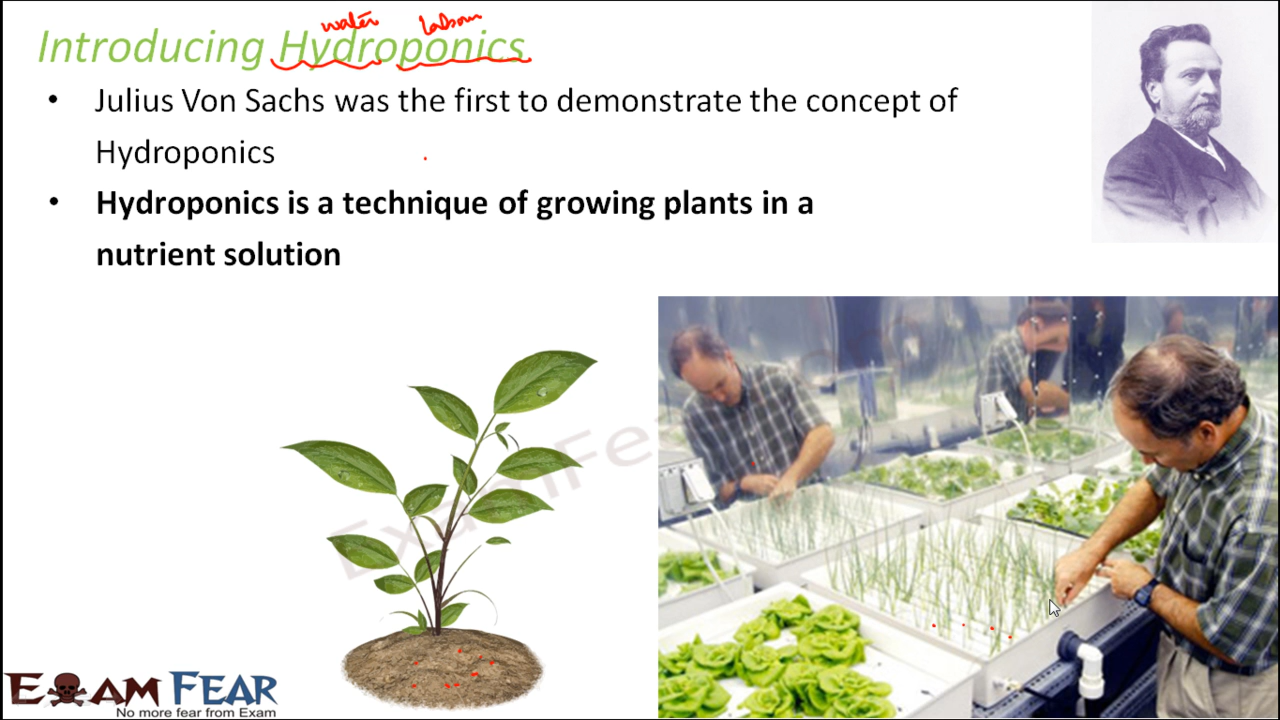 water labour
Introducing Hydroponics
• Julius Von Sachs was the first to demonstrate the concept of
Hydroponics
• Hydroponics is a technique of growing plants in a
nutrient solution
ExamFea
EXAM FEAR
No more fear from Exam